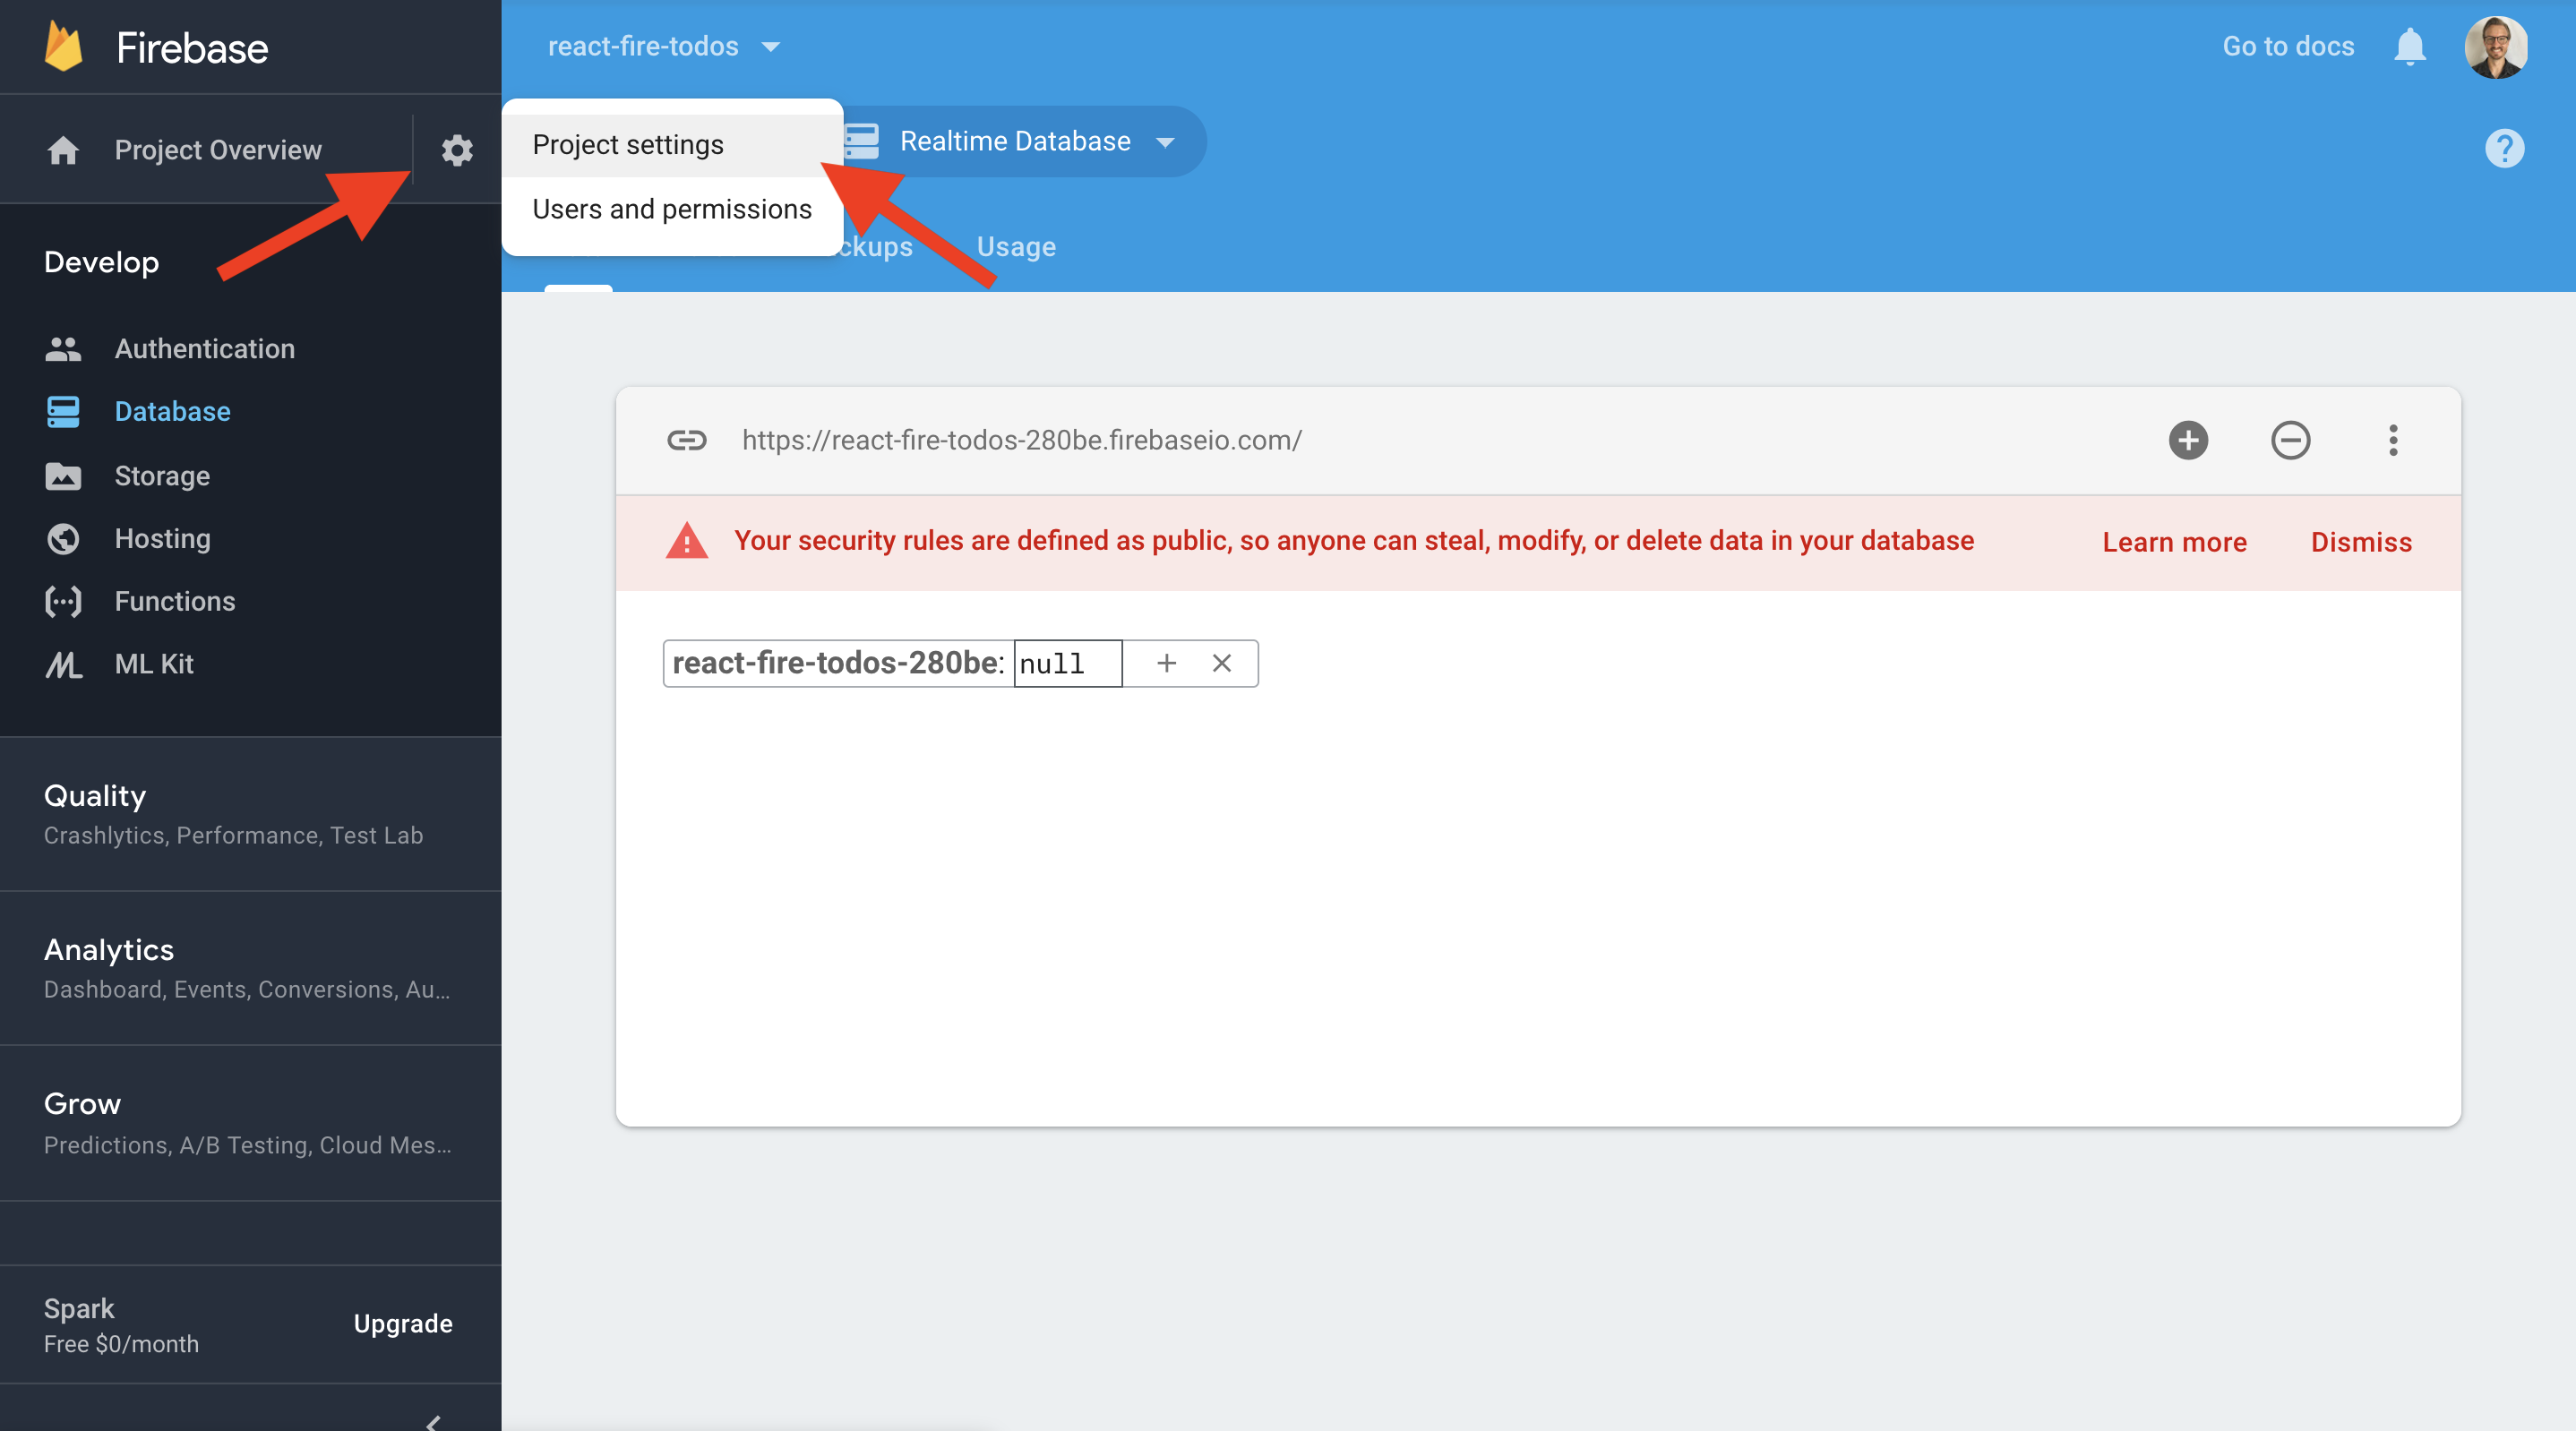 Firebase
react-fire-todos
Go to docs
Project Overview
Project settings
Users and permissions
Realtime Database
?
ckups
Usage
Develop
Authentication
Database
Storage
Hosting
Functions
ML Kit
https://react-fire-todos-280be.firebaseio.com/
Your security rules are defined as public, so anyone can steal, modify, or delete data in your database
Learn more
Dismiss
react-fire-todos-280be: null
Quality
Crashlytics, Performance, Test Lab
Analytics
Dashboard, Events, Conversions, Au...
Grow
Predictions, A/B Testing, Cloud Mes...
Spark
Free $0/month
Upgrade